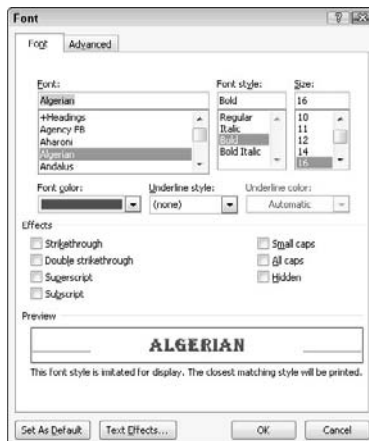 Font
Font Advanced
Font: Font style: Size:
Algerian Bold 16
+Headings Regular 10
Agency FB Italic 11
Aharoni Bold 12
Algerian Bold Italic 14
Andalus 16
Font color: Underline style: Underline color:
(none) Automatic
Effects
Strikethrough Small caps
Double strikethrough All caps
Superscript Hidden
Subscript
Preview
ALGERIAN
This font style is imitated for display. The closest matching style will be printed.
Set As Default Text Effects... OK Cancel